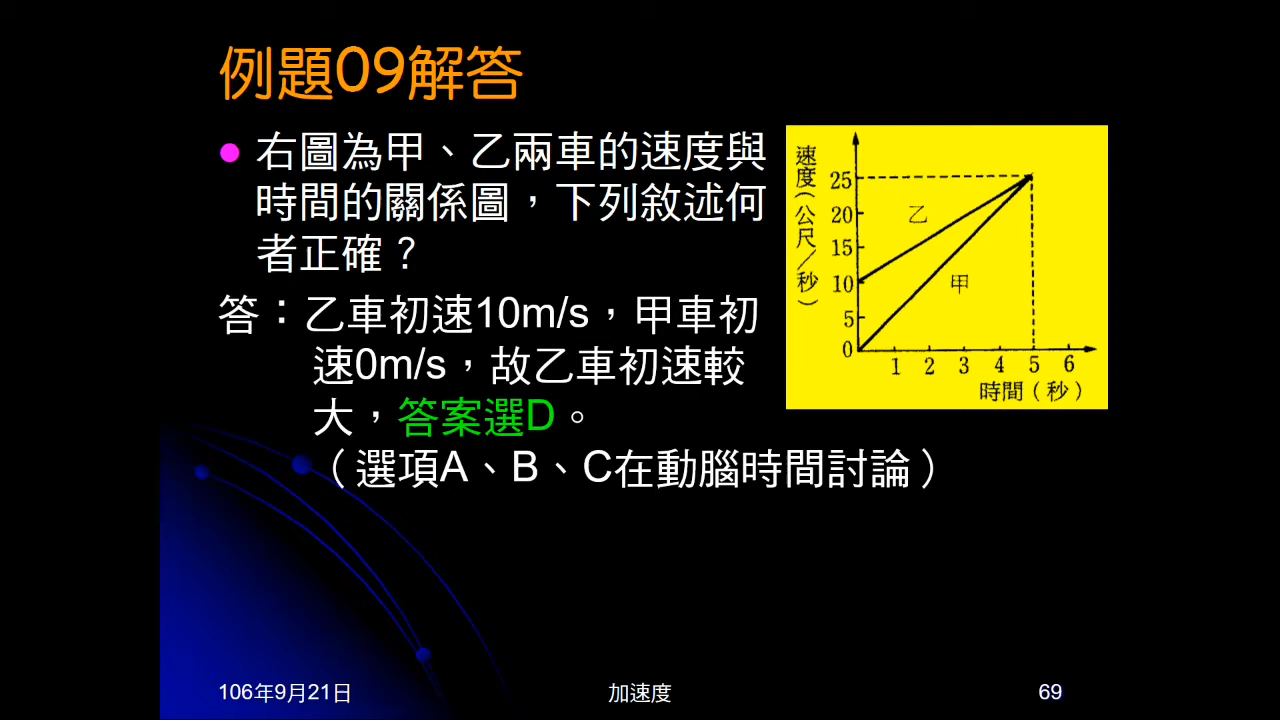 例題09解答
右圖為甲、乙兩車的速度與
時間的關係圖，下列敘述何
者正確？
答：乙車初速10m/s，甲車初
速0m/s，故乙車初速較
大，答案選D。
（選項A、B、C在動腦時間討論）
速度(公尺/秒)
25
20
15
10
5
0
乙
甲
1 2 3 4 5 6
時間(秒)
106年9月21日
加速度
69